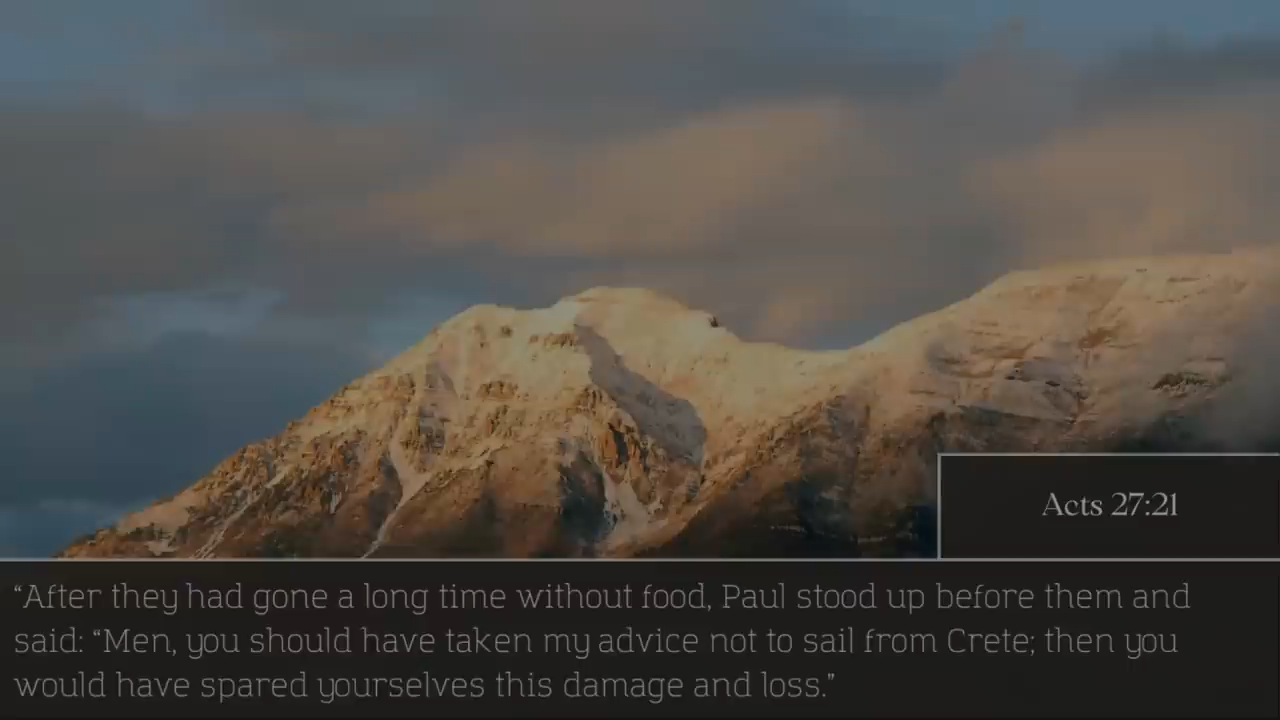 Acts 27:21
“After they had gone a long time without food, Paul stood up before them and
said: “Men, you should have taken my advice not to sail from Crete; then you
would have spared yourselves this damage and loss.”